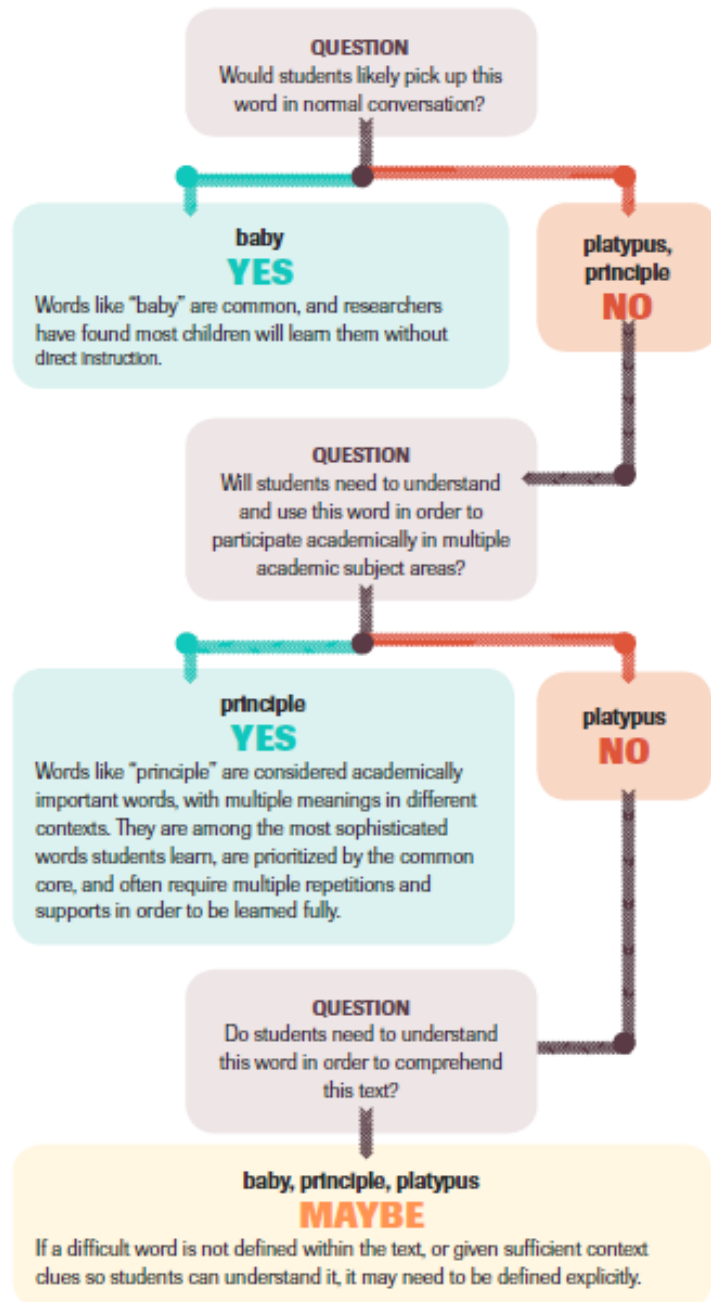 QUESTION
Would students likely pick up this
word in normal conversation?
baby
YES
Words like “baby” are common, and researchers
have found most children will learn them without
direct instruction.
platypus,
principle
NO
QUESTION
Will students need to understand
and use this word in order to
participate academically in multiple
academic subject areas?
principle
YES
Words like “principle” are considered academically
important words, with multiple meanings in different
contexts. They are among the most sophisticated
words students learn, are prioritized by the common
core, and often require multiple repetitions and
supports in order to be learned fully.
platypus
NO
QUESTION
Do students need to understand
this word in order to comprehend
this text?
baby, principle, platypus
MAYBE
If a difficult word is not defined within the text, or given sufficient context
clues so students can understand it, it may need to be defined explicitly.